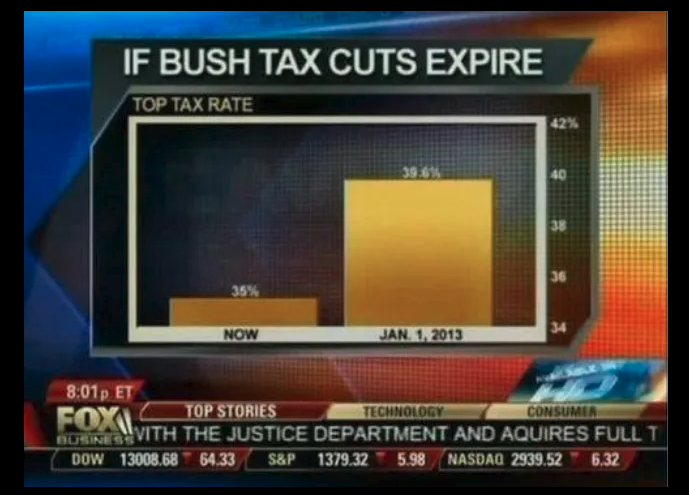 IF BUSH TAX CUTS EXPIRE
TOP TAX RATE
42%
40
38
36
34
39.6%
35%
NOW JAN. 1, 2013
8:01p ET
HD
TOP STORIES TECHNOLOGY CONSUMER
FOX
BUSINESS
WITH THE JUSTICE DEPARTMENT AND AQUIRES FULL T
DOW 13008.68 ▼ 64.33 S&P 1379.32 ▼ 5.98 NASDAQ 2939.52 ▼ 6.32